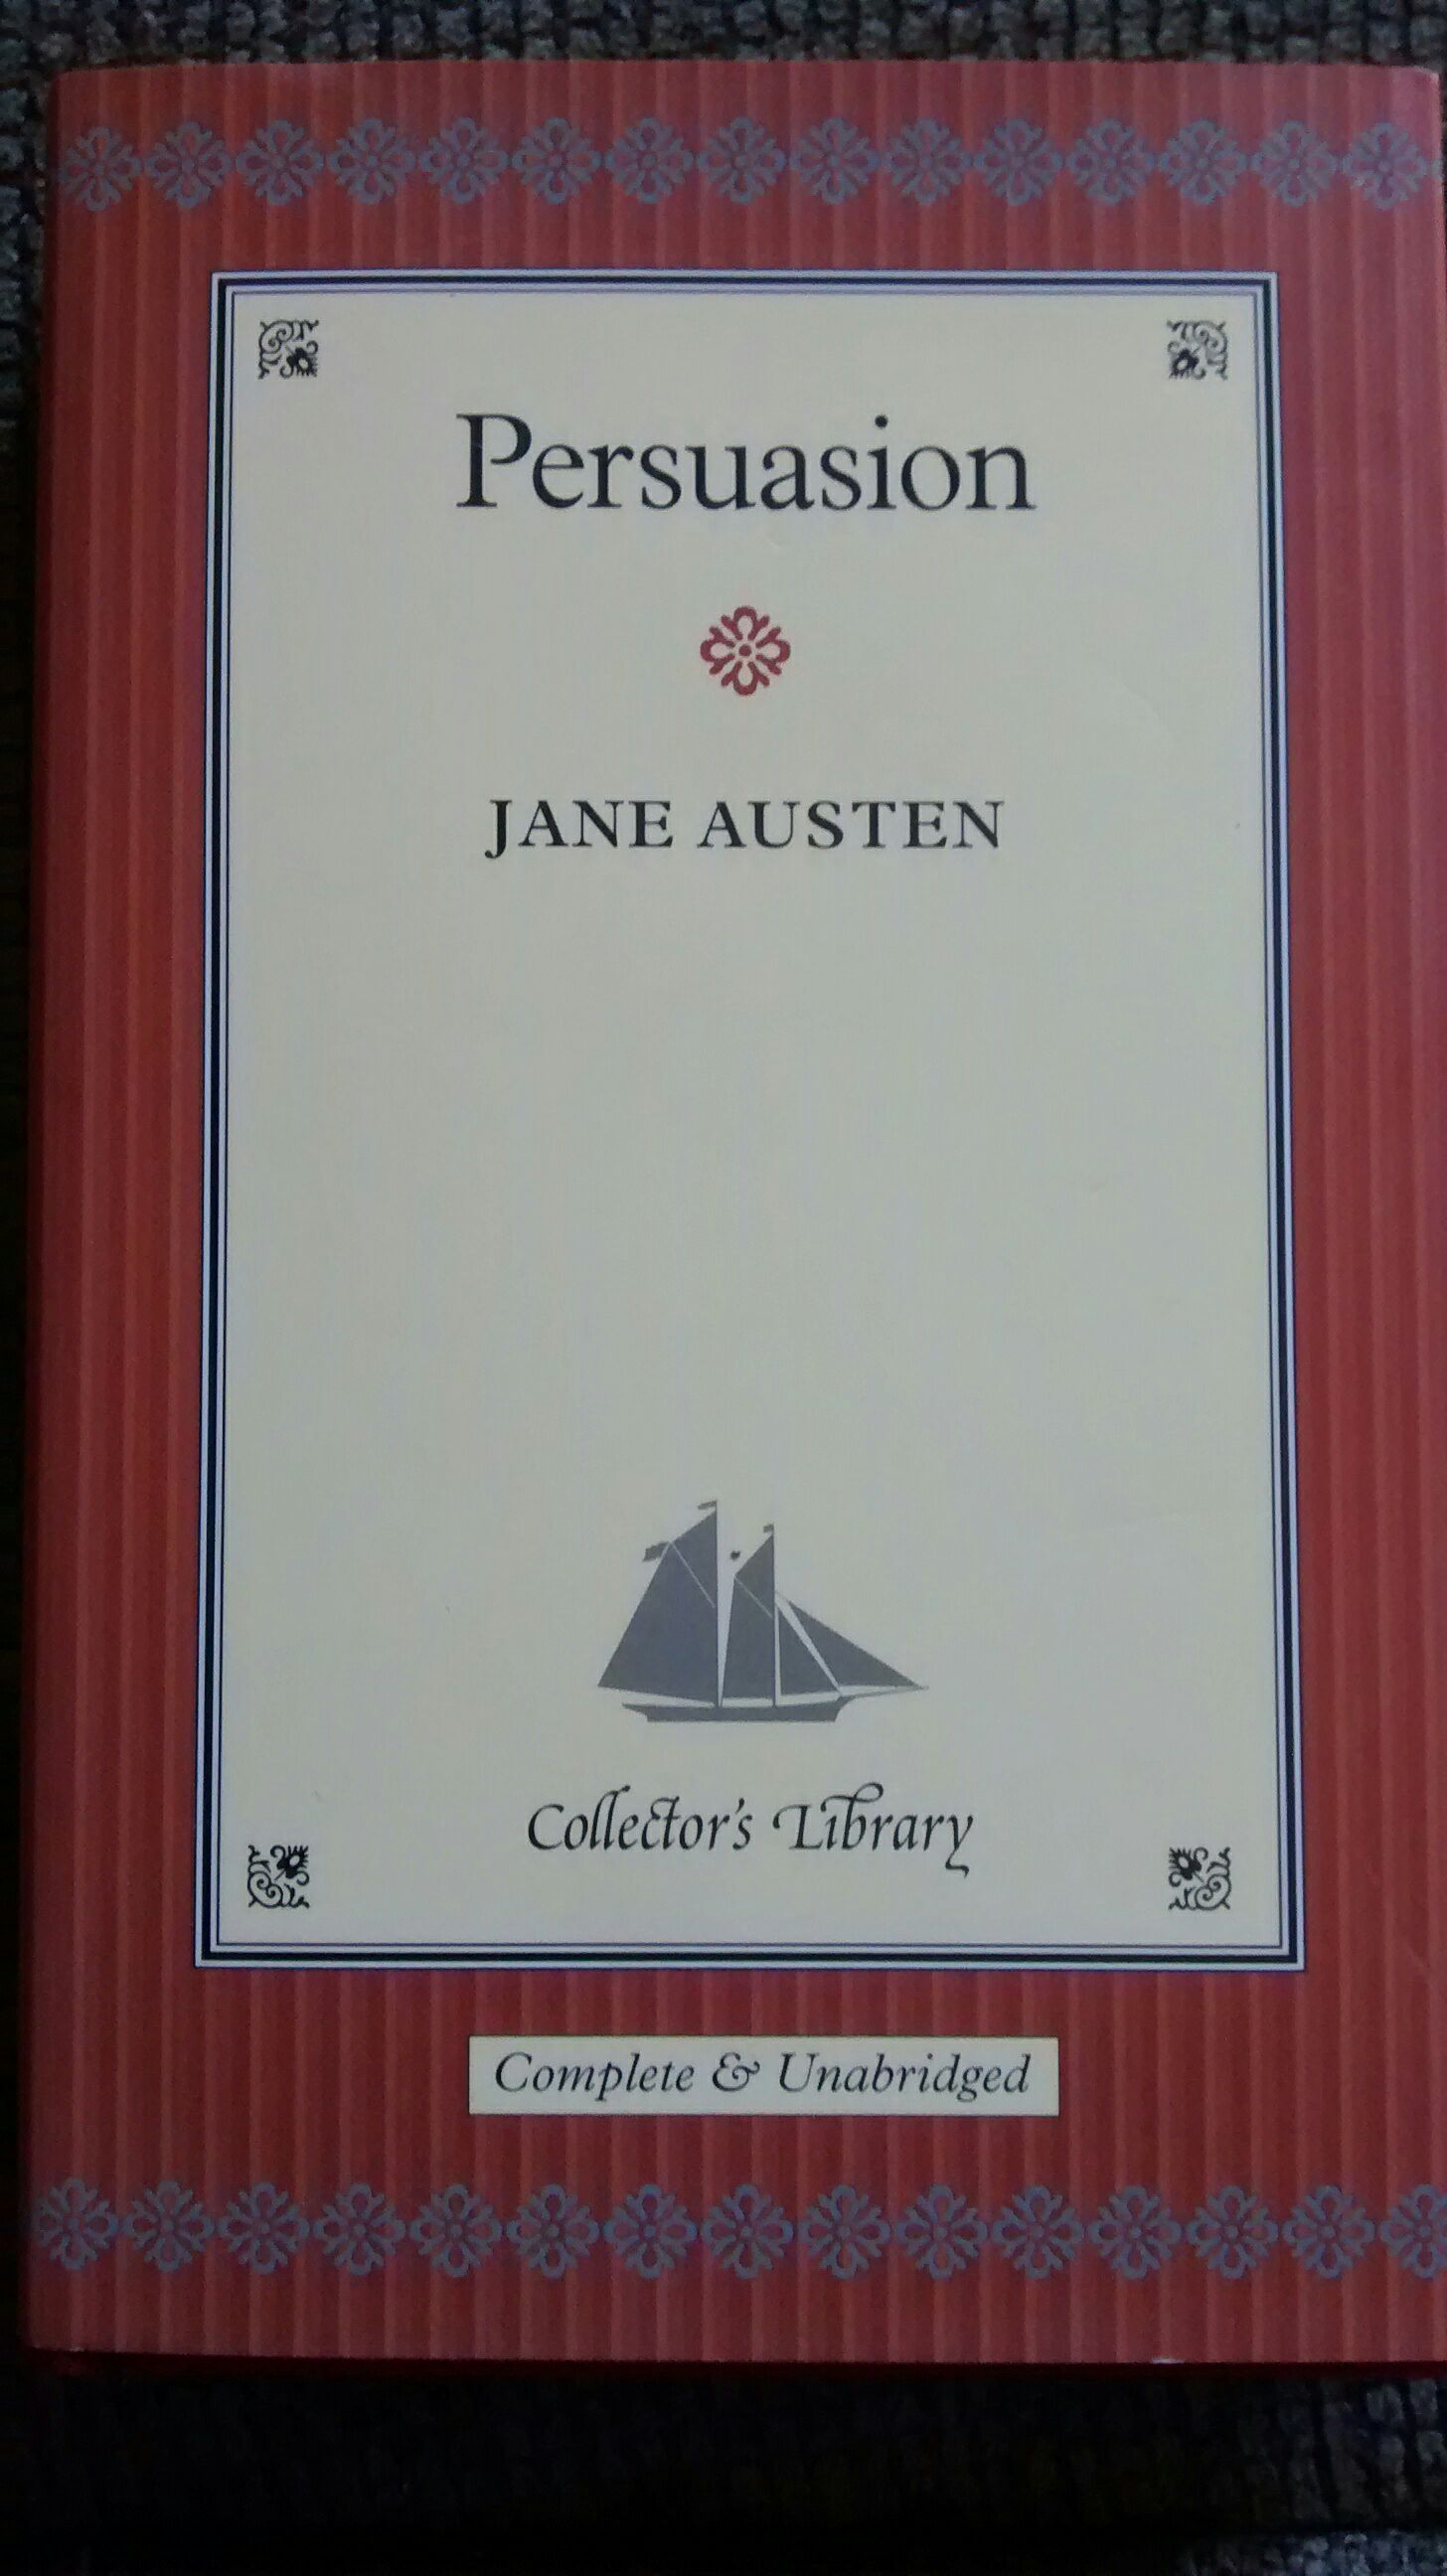 Persuasion
JANE AUSTEN
Collector's Library
Complete & Unabridged